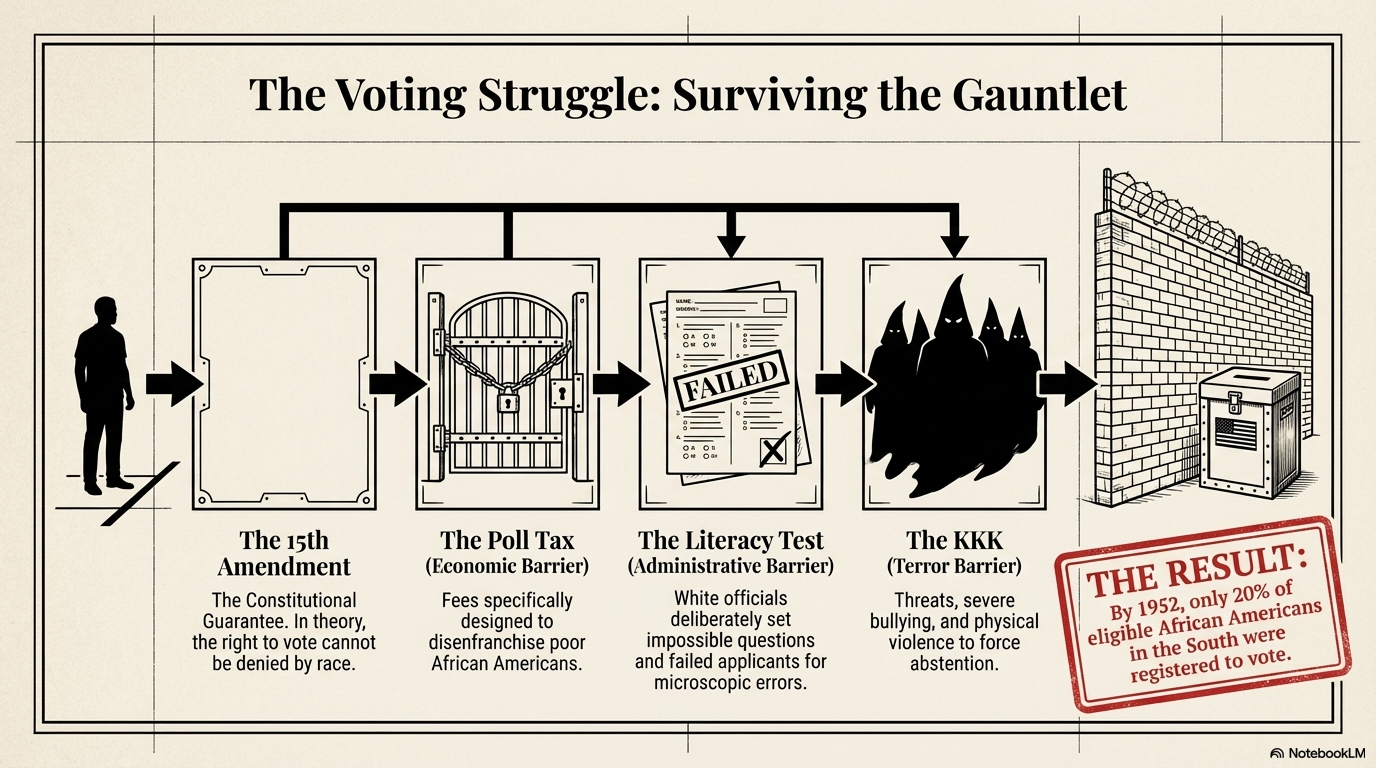 The Voting Struggle: Surviving the Gauntlet
FAILED
The 15th
Amendment
The Constitutional
Guarantee. In theory,
the right to vote cannot
be denied by race.
The Poll Tax
(Economic Barrier)
Fees specifically
designed to
disenfranchise poor
African Americans.
The Literacy Test
(Administrative Barrier)
White officials
deliberately set
impossible questions
and failed applicants for
microscopic errors.
The KKK
(Terror Barrier)
Threats, severe
bullying, and physical
violence to force
abstention.
THE RESULT:
By 1952, only 20% of
eligible African Americans
in the South were
registered to vote.
NotebookLM